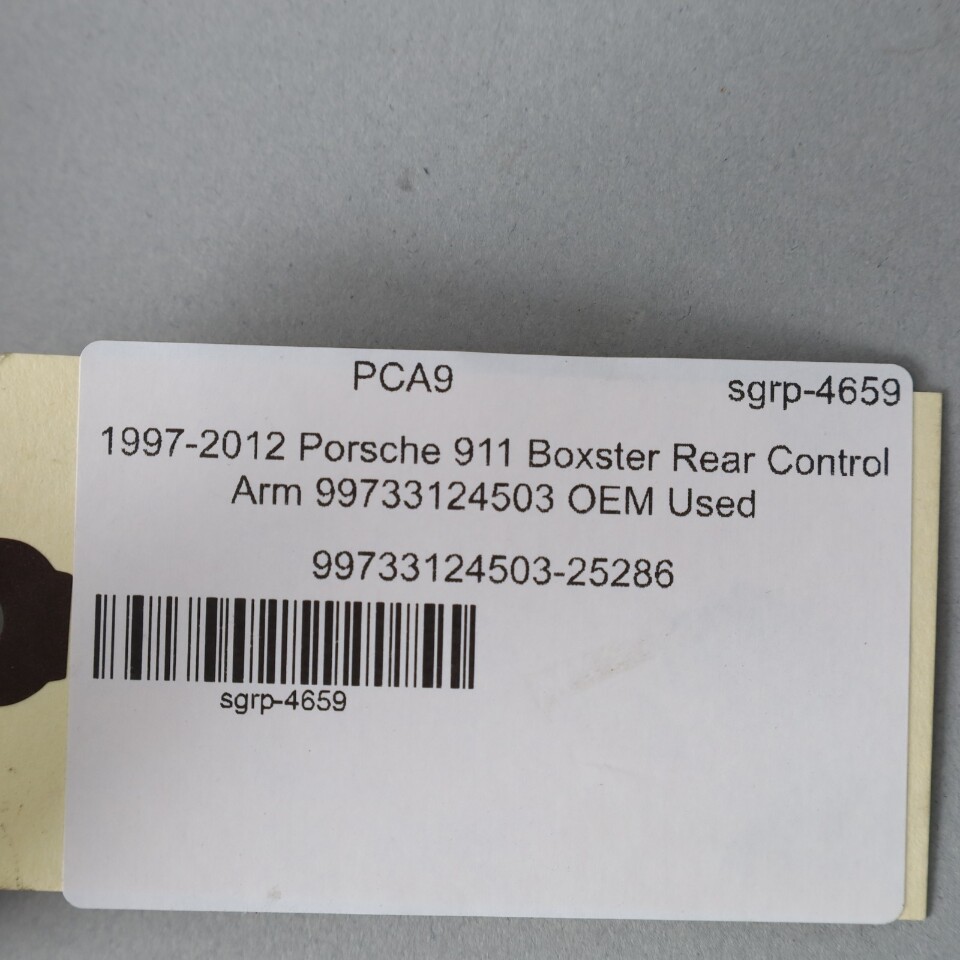 PCA9 sgrp-4659
1997-2012 Porsche 911 Boxster Rear Control
Arm 99733124503 OEM Used
99733124503-25286
sgrp-4659